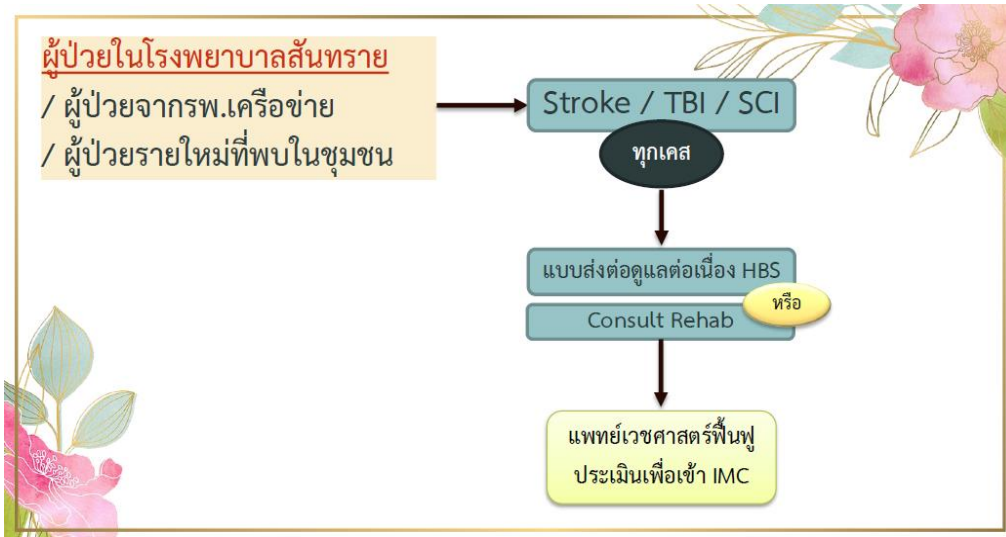 ผู้ป่วยในโรงพยาบาลสันทราย
/ ผู้ป่วยจากรพ.เครือข่าย
/ ผู้ป่วยรายใหม่ที่พบในชุมชน
Stroke / TBI / SCI
ทุกเคส
แบบส่งต่อดูแลต่อเนื่อง HBS
หรือ
Consult Rehab
แพทย์เวชศาสตร์ฟื้นฟู
ประเมินเพื่อเข้า IMC